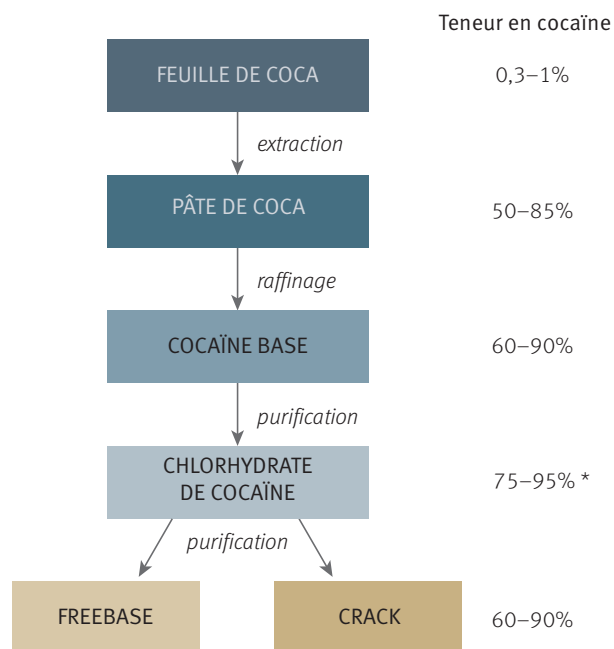 Teneur en cocaïne
FEUILLE DE COCA 0,3–1%
extraction
PÂTE DE COCA 50–85%
raffinage
COCAÏNE BASE 60–90%
purification
CHLORHYDRATE
DE COCAÏNE 75–95% *
purification
FREEBASE CRACK 60–90%